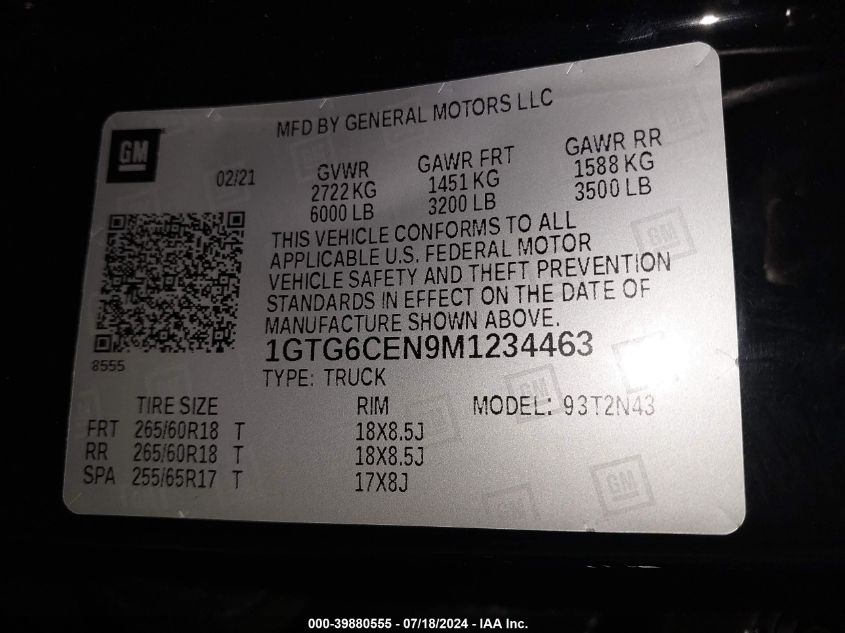 MFD BY GENERAL MOTORS LLC
GM
02/21
GVWR GAWR FRT GAWR RR
2722 KG 1451 KG 1588 KG
6000 LB 3200 LB 3500 LB
THIS VEHICLE CONFORMS TO ALL
APPLICABLE U.S. FEDERAL MOTOR
VEHICLE SAFETY AND THEFT PREVENTION
STANDARDS IN EFFECT ON THE DATE OF
MANUFACTURE SHOWN ABOVE.
1GTG6CEN9M1234463
8555
TYPE: TRUCK
TIRE SIZE RIM MODEL: 93T2N43
FRT 265/60R18 T 18X8.5J
RR 265/60R18 T 18X8.5J
SPA 255/65R17 T 17X8J
000-39880555 - 07/18/2024 - IAA Inc.